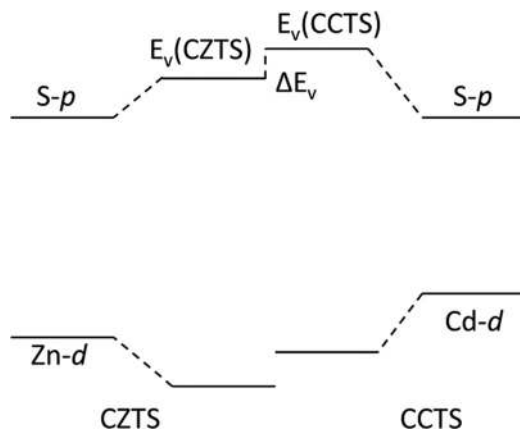 E_v(CCTS)
E_v(CZTS)
S-p
ΔE_v
S-p
Zn-d
Cd-d
CZTS
CCTS